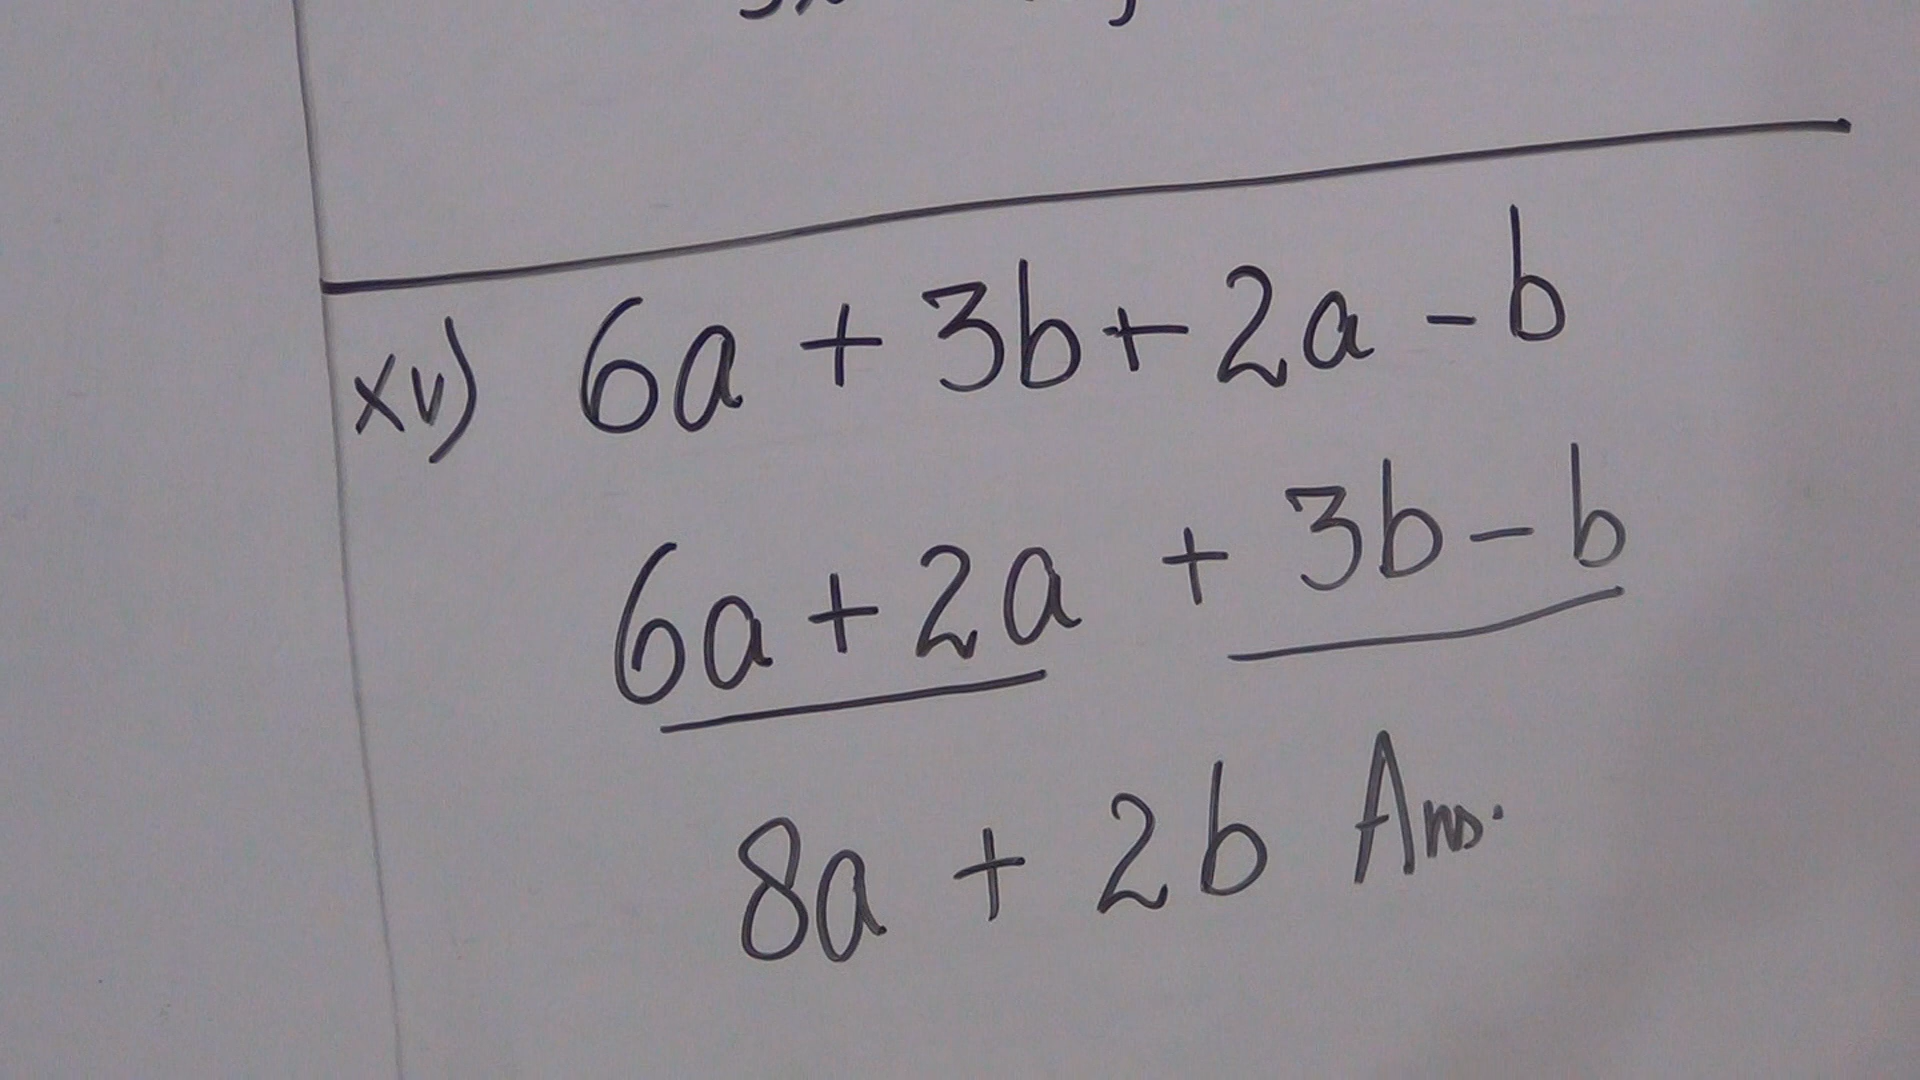 xv) 6a + 3b + 2a - b
6a + 2a + 3b - b
8a + 2b Ans.